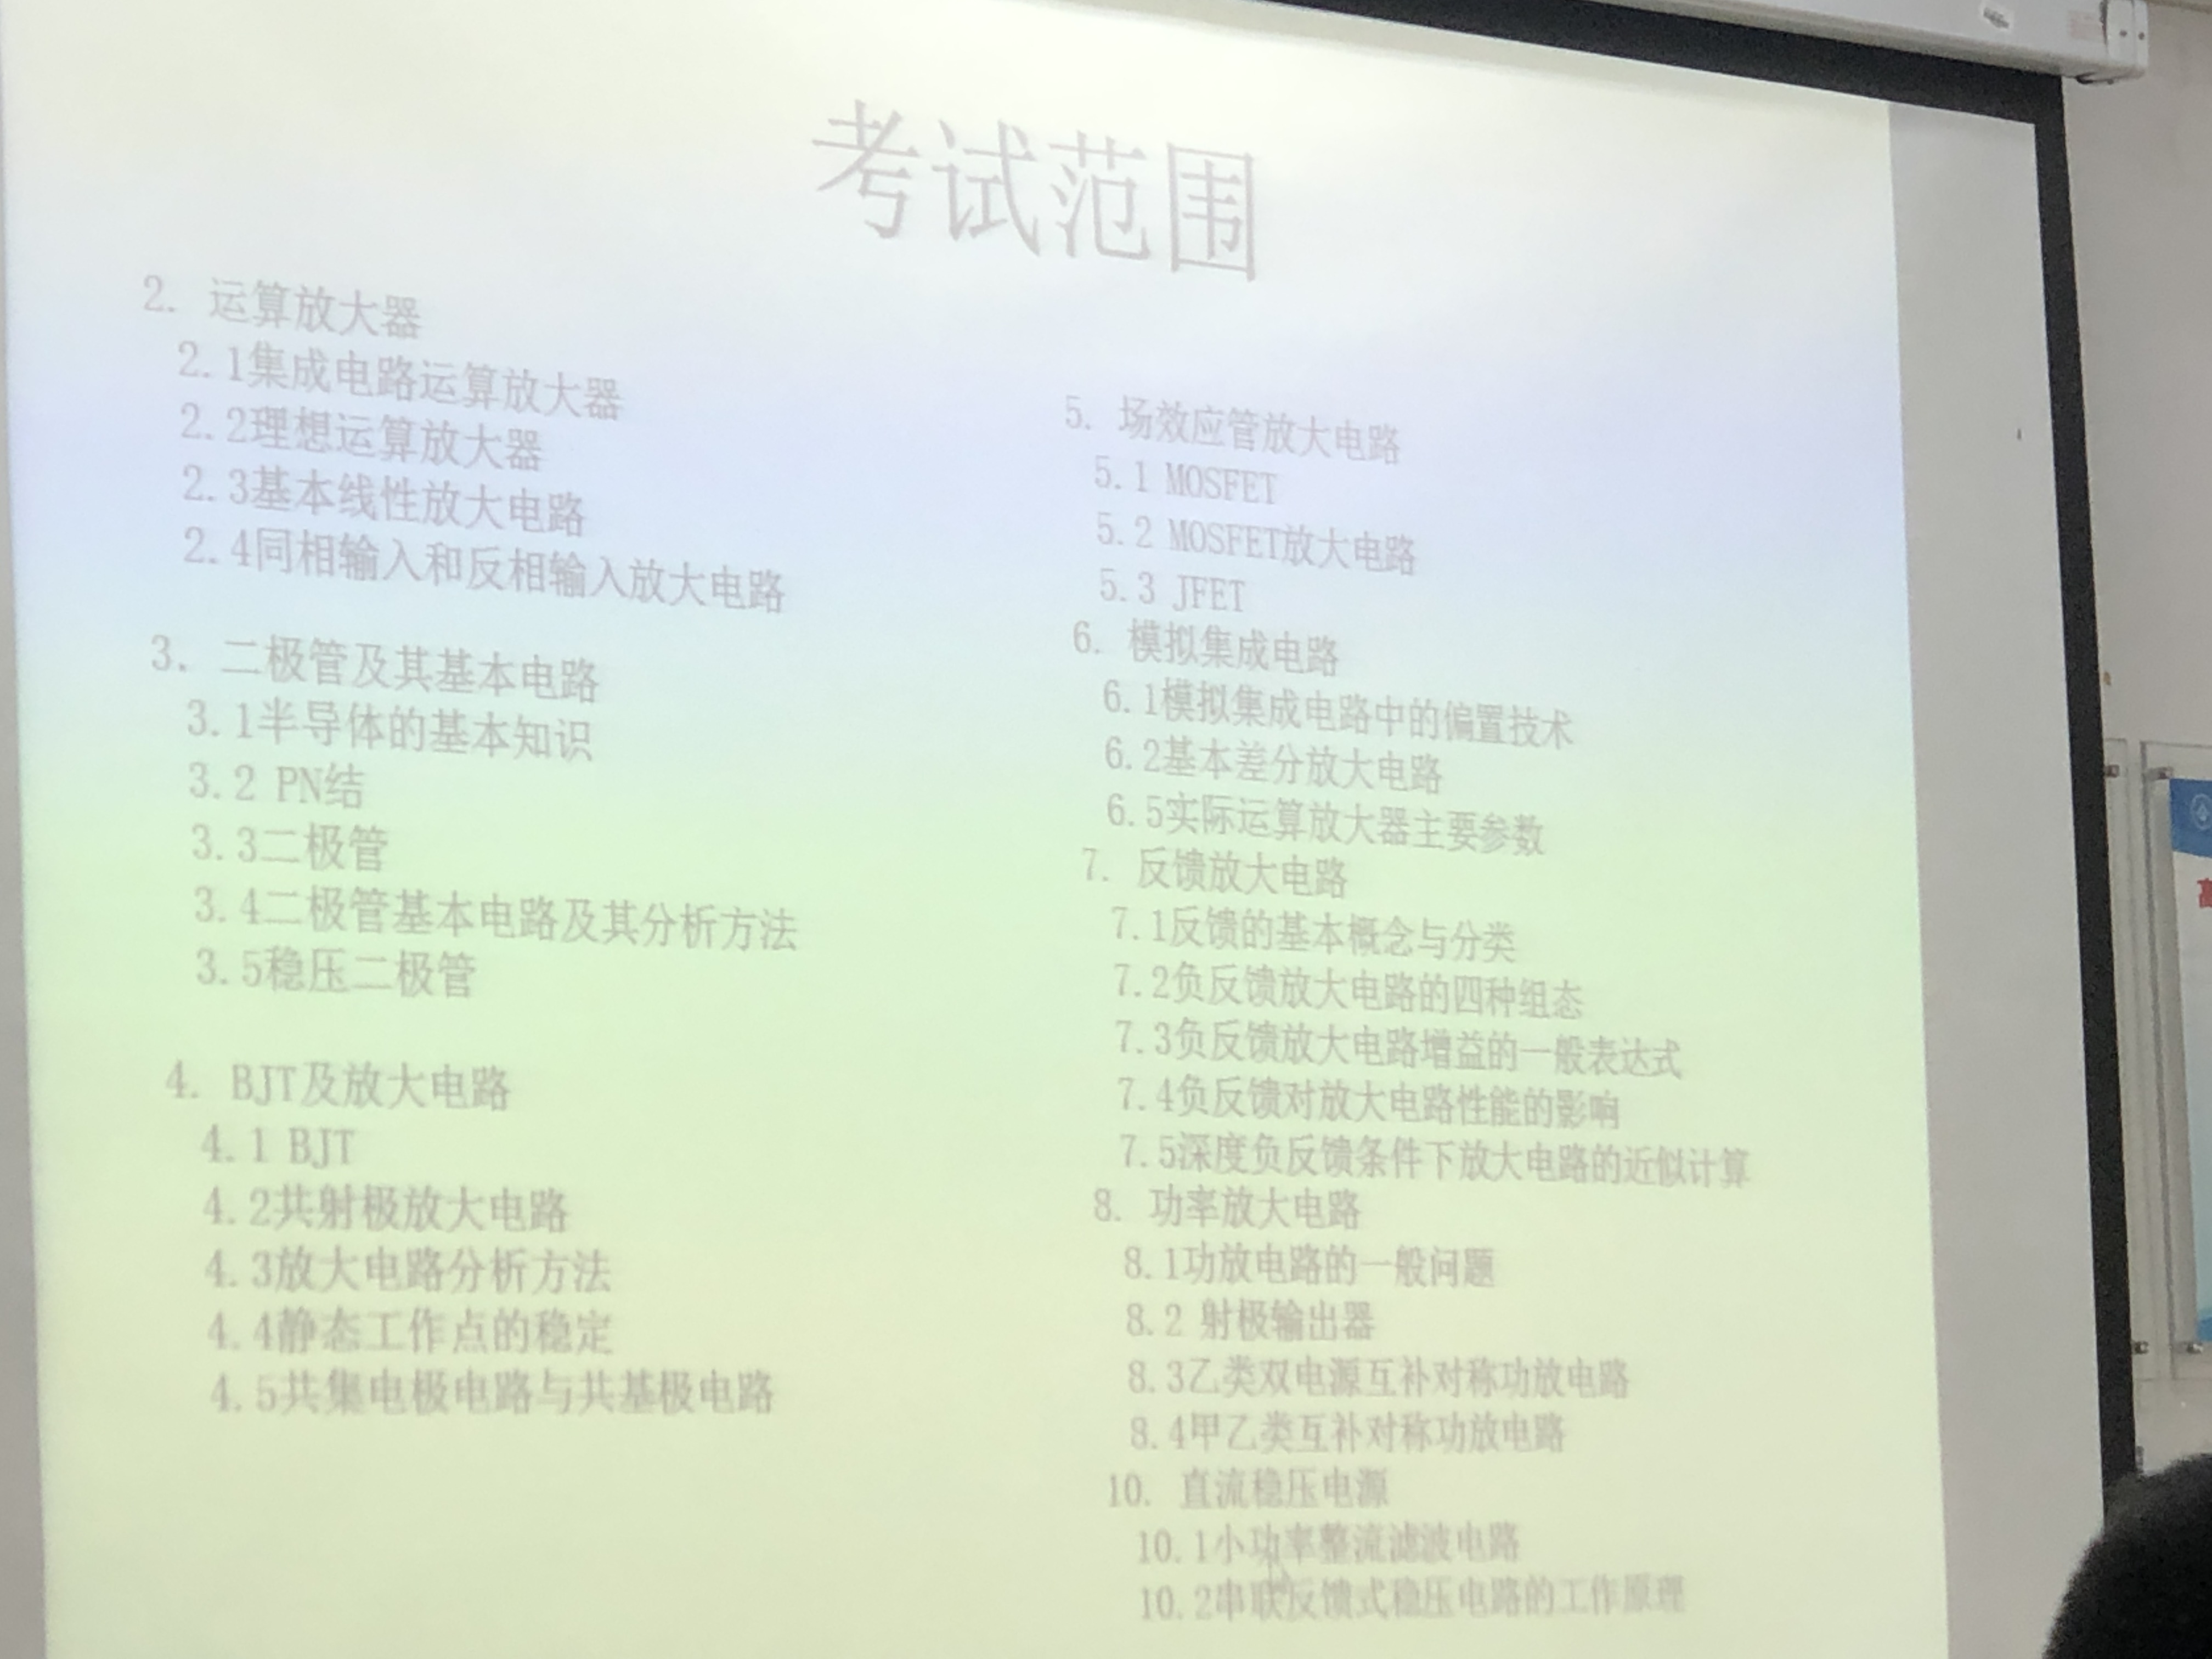 考试范围
2. 运算放大器
2.1集成电路运算放大器
2.2理想运算放大器
2.3基本线性放大电路
2.4同相输入和反相输入放大电路
3. 二极管及其基本电路
3.1半导体的基本知识
3.2 PN结
3.3二极管
3.4二极管基本电路及其分析方法
3.5稳压二极管
4. BJT及放大电路
4.1 BJT
4.2共射极放大电路
4.3放大电路分析方法
4.4静态工作点的稳定
4.5共集电极电路与共基极电路
5. 场效应管放大电路
5.1 MOSFET
5.2 MOSFET放大电路
5.3 JFET
6. 模拟集成电路
6.1模拟集成电路中的偏置技术
6.2基本差分放大电路
6.5实际运算放大器主要参数
7. 反馈放大电路
7.1反馈的基本概念与分类
7.2负反馈放大电路的四种组态
7.3负反馈放大电路增益的一般表达式
7.4负反馈对放大电路性能的影响
7.5深度负反馈条件下放大电路的近似计算
8. 功率放大电路
8.1功放电路的一般问题
8.2 射极输出器
8.3乙类双电源互补对称功放电路
8.4甲乙类互补对称功放电路
10. 直流稳压电源
10.1小功率整流滤波电路
10.2串联反馈式稳压电路的工作原理